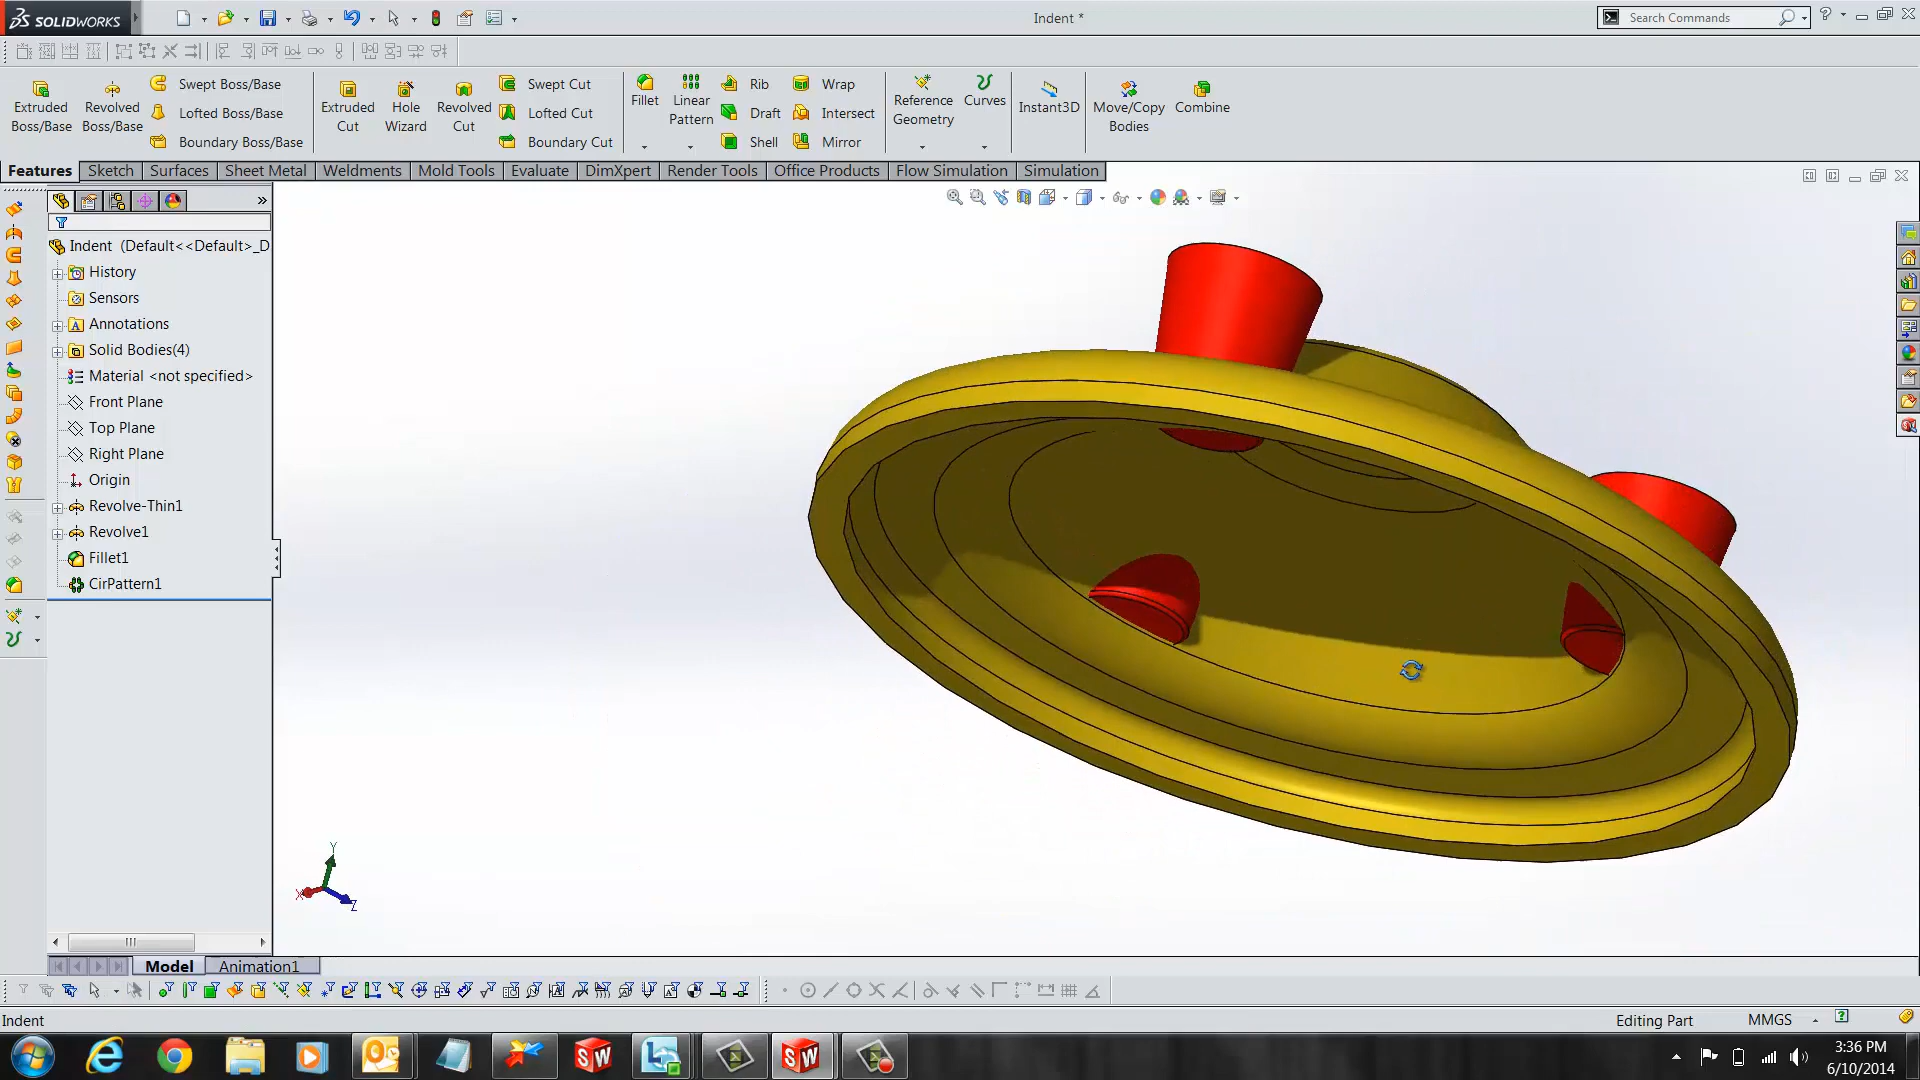 SOLIDWORKS
Indent *
Search Commands
Extruded Boss/Base
Revolved Boss/Base
Swept Boss/Base
Lofted Boss/Base
Boundary Boss/Base
Extruded Cut
Hole Wizard
Revolved Cut
Swept Cut
Lofted Cut
Boundary Cut
Fillet
Linear Pattern
Rib
Draft
Shell
Wrap
Intersect
Mirror
Reference Geometry
Curves
Instant3D
Move/Copy Bodies
Combine
Features Sketch Surfaces Sheet Metal Weldments Mold Tools Evaluate DimXpert Render Tools Office Products Flow Simulation Simulation
Indent (Default<<Default>_D
History
Sensors
Annotations
Solid Bodies(4)
Material <not specified>
Front Plane
Top Plane
Right Plane
Origin
Revolve-Thin1
Revolve1
Fillet1
CirPattern1
Y
X
Z
Model Animation1
Indent
Editing Part
MMGS
3:36 PM
6/10/2014